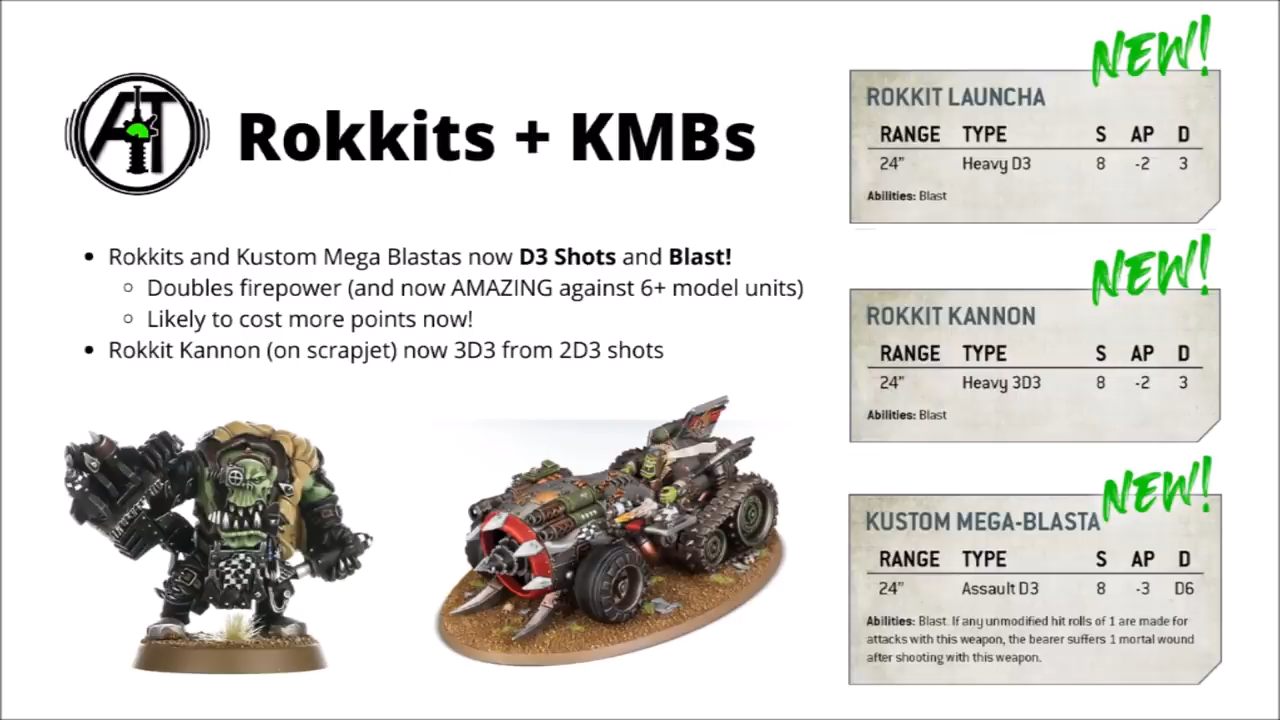 AT
Rokkits + KMBs
• Rokkits and Kustom Mega Blastas now D3 Shots and Blast!
○ Doubles firepower (and now AMAZING against 6+ model units)
○ Likely to cost more points now!
• Rokkit Kannon (on scrapjet) now 3D3 from 2D3 shots
NEW!
ROKKIT LAUNCHA
RANGE TYPE S AP D
24” Heavy D3 8 -2 3
Abilities: Blast
NEW!
ROKKIT KANNON
RANGE TYPE S AP D
24” Heavy 3D3 8 -2 3
Abilities: Blast
NEW!
KUSTOM MEGA-BLASTA
RANGE TYPE S AP D
24” Assault D3 8 -3 D6
Abilities: Blast. If any unmodified hit rolls of 1 are made for
attacks with this weapon, the bearer suffers 1 mortal wound
after shooting with this weapon.